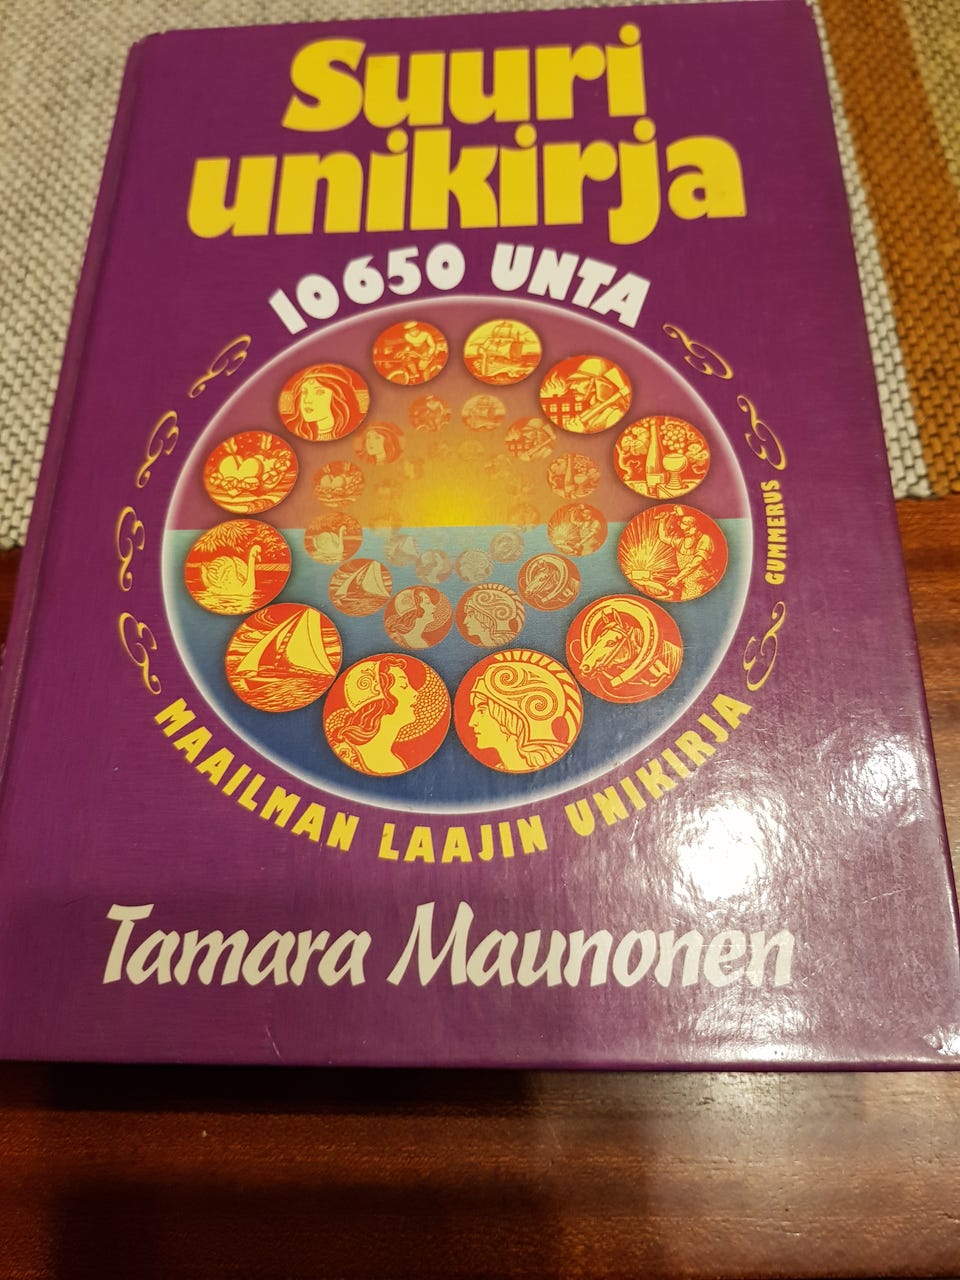 Suuri
unikirja
10650 UNTA
GUMMERUS
MAAILMAN LAAJIN UNIKIRJA
Tamara Maunonen